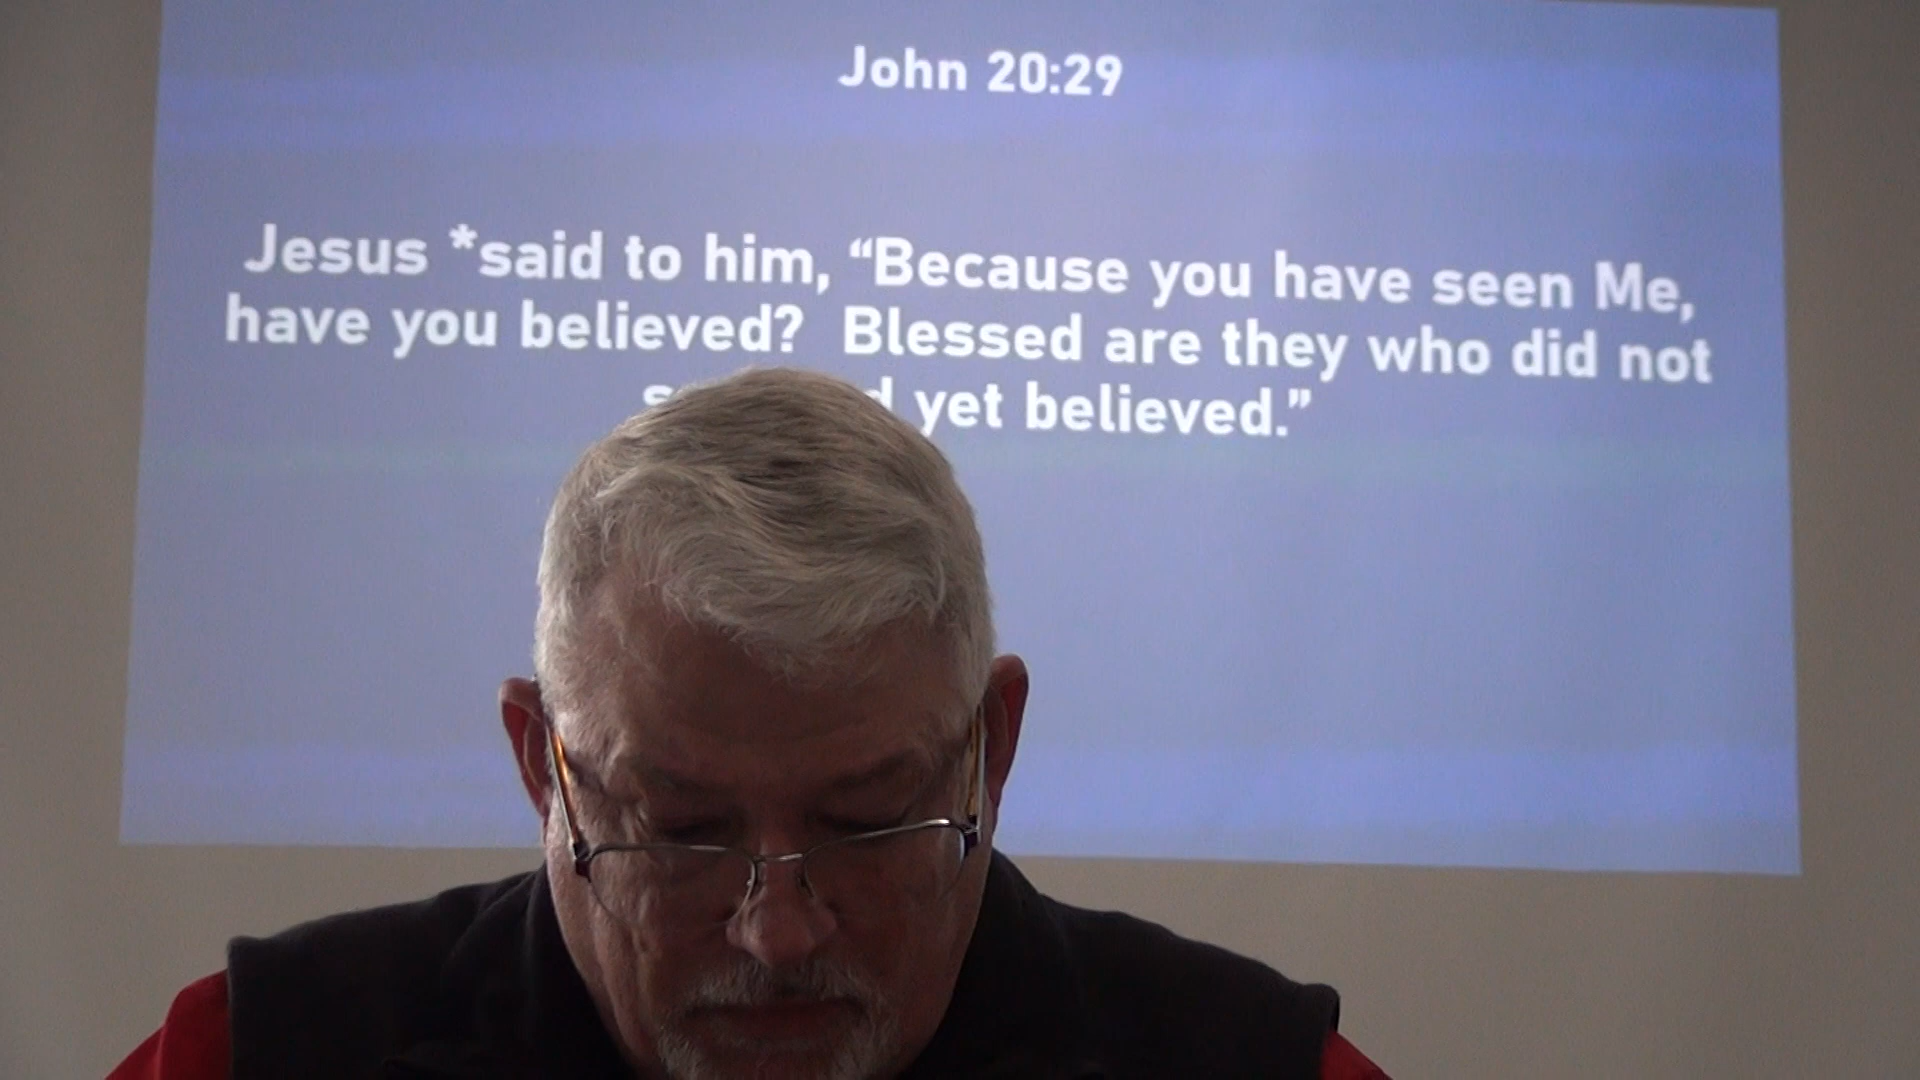 John 20:29
Jesus *said to him, “Because you have seen Me,
have you believed?  Blessed are they who did not
yet believed.”